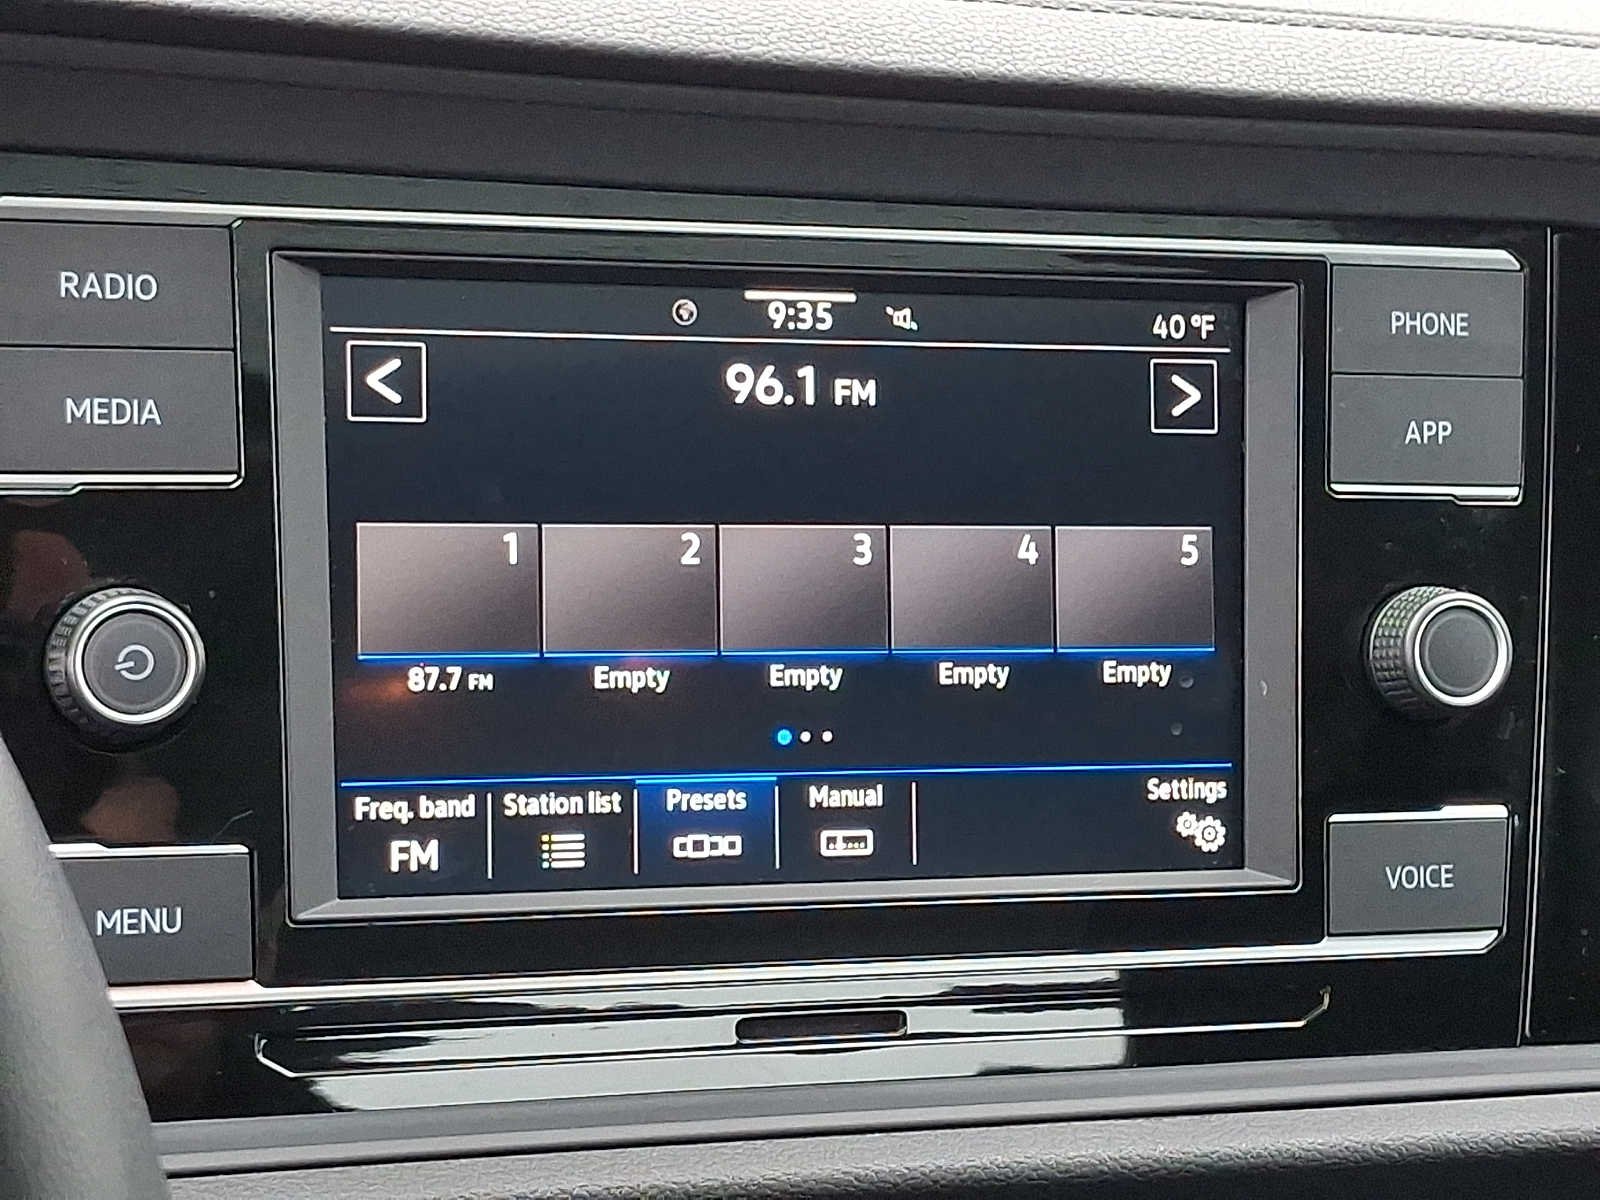 RADIO
MEDIA
MENU
9:35
40 °F
<
96.1 FM
>
1 2 3 4 5
87.7 FM Empty Empty Empty Empty
Freq. band Station list Presets Manual Settings
FM
PHONE
APP
VOICE